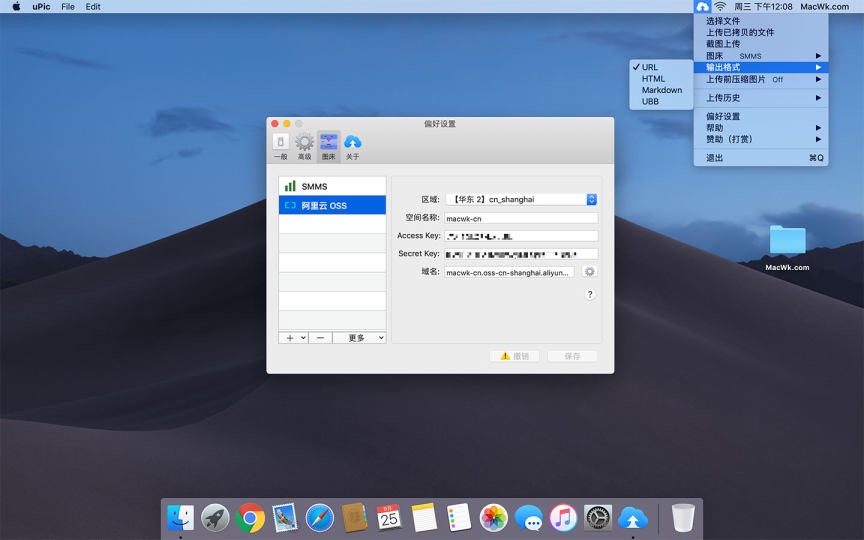 uPic File Edit 周三 下午12:08 MacWk.com
选择文件
上传已拷贝的文件
截图上传
图床 SMMS
输出格式
上传前压缩图片 Off
上传历史
偏好设置
帮助
赞助（打赏）
退出 ⌘Q
✓ URL
HTML
Markdown
UBB
偏好设置
一般 高级 图床 关于
SMMS
阿里云 OSS
区域: 【华东 2】cn_shanghai
空间名称: macwk-cn
Access Key:
Secret Key:
域名: macwk-cn.oss-cn-shanghai.aliyun...
?
+ − 更多
撤销 保存
MacWk.com
9月
25